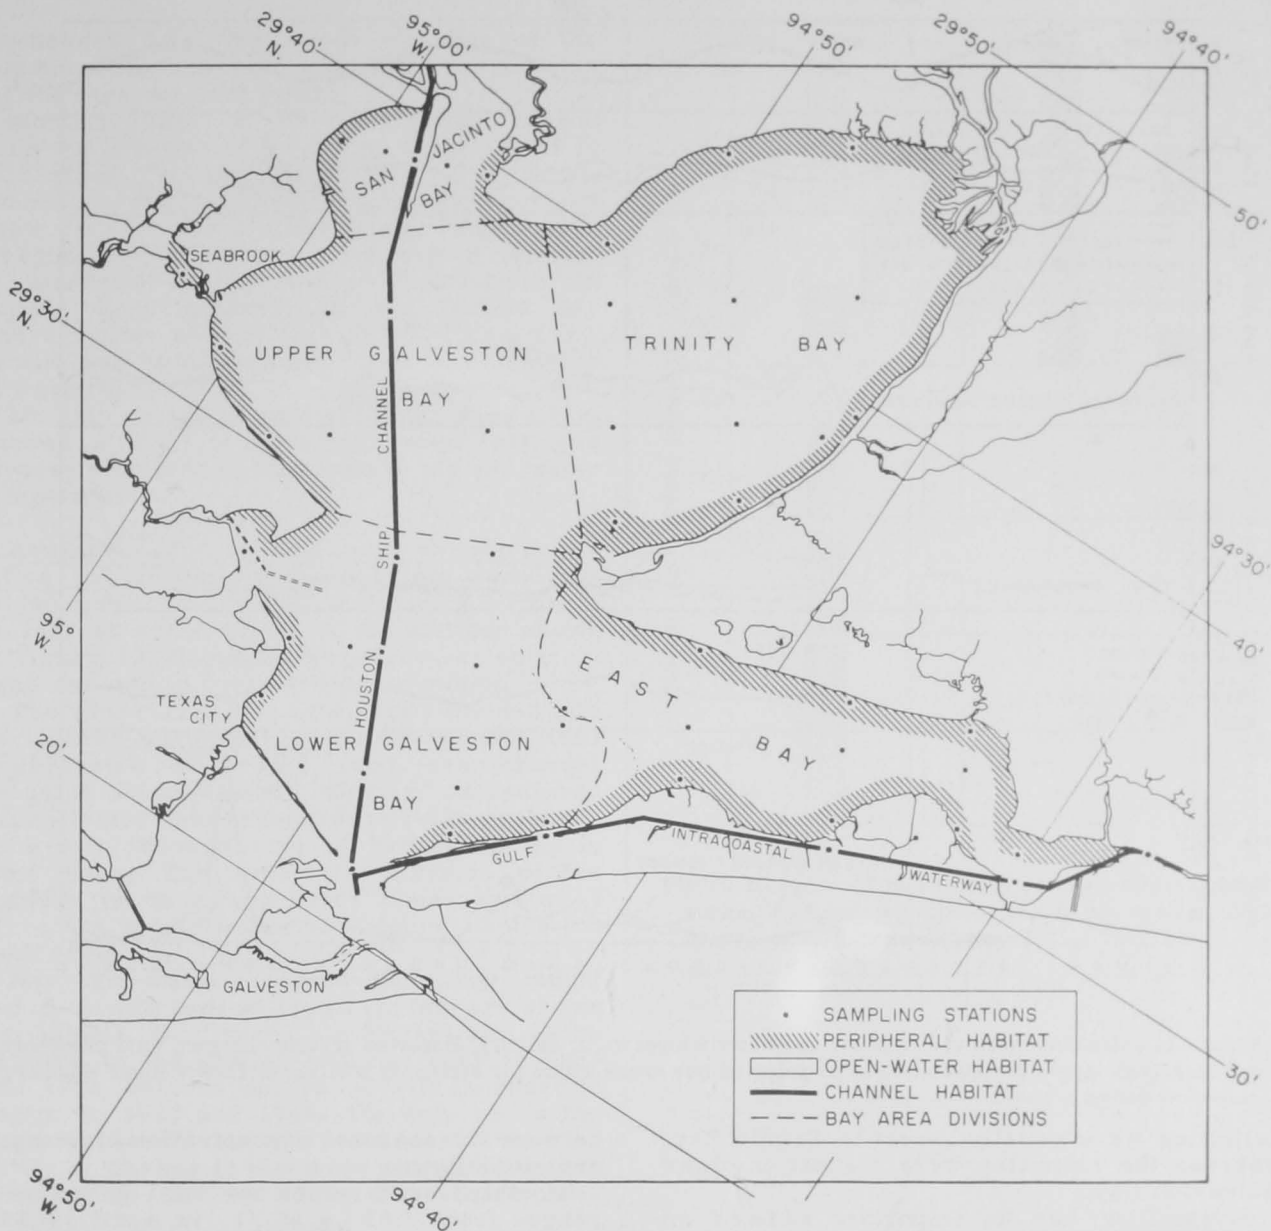 29°40'
N.
95°00'
W.
94°50'
29°50'
94°40'
50'
SAN
JACINTO
BAY
SEABROOK
29°30'
N.
UPPER GALVESTON
BAY
TRINITY BAY
CHANNEL
SHIP
HOUSTON
94°30'
40'
95°
W.
EAST
BAY
TEXAS
CITY
20'
LOWER GALVESTON
BAY
GULF
INTRACOASTAL
WATERWAY
GALVESTON
SAMPLING STATIONS
PERIPHERAL HABITAT
OPEN-WATER HABITAT
CHANNEL HABITAT
BAY AREA DIVISIONS
30'
94°50'
W.
94°40'